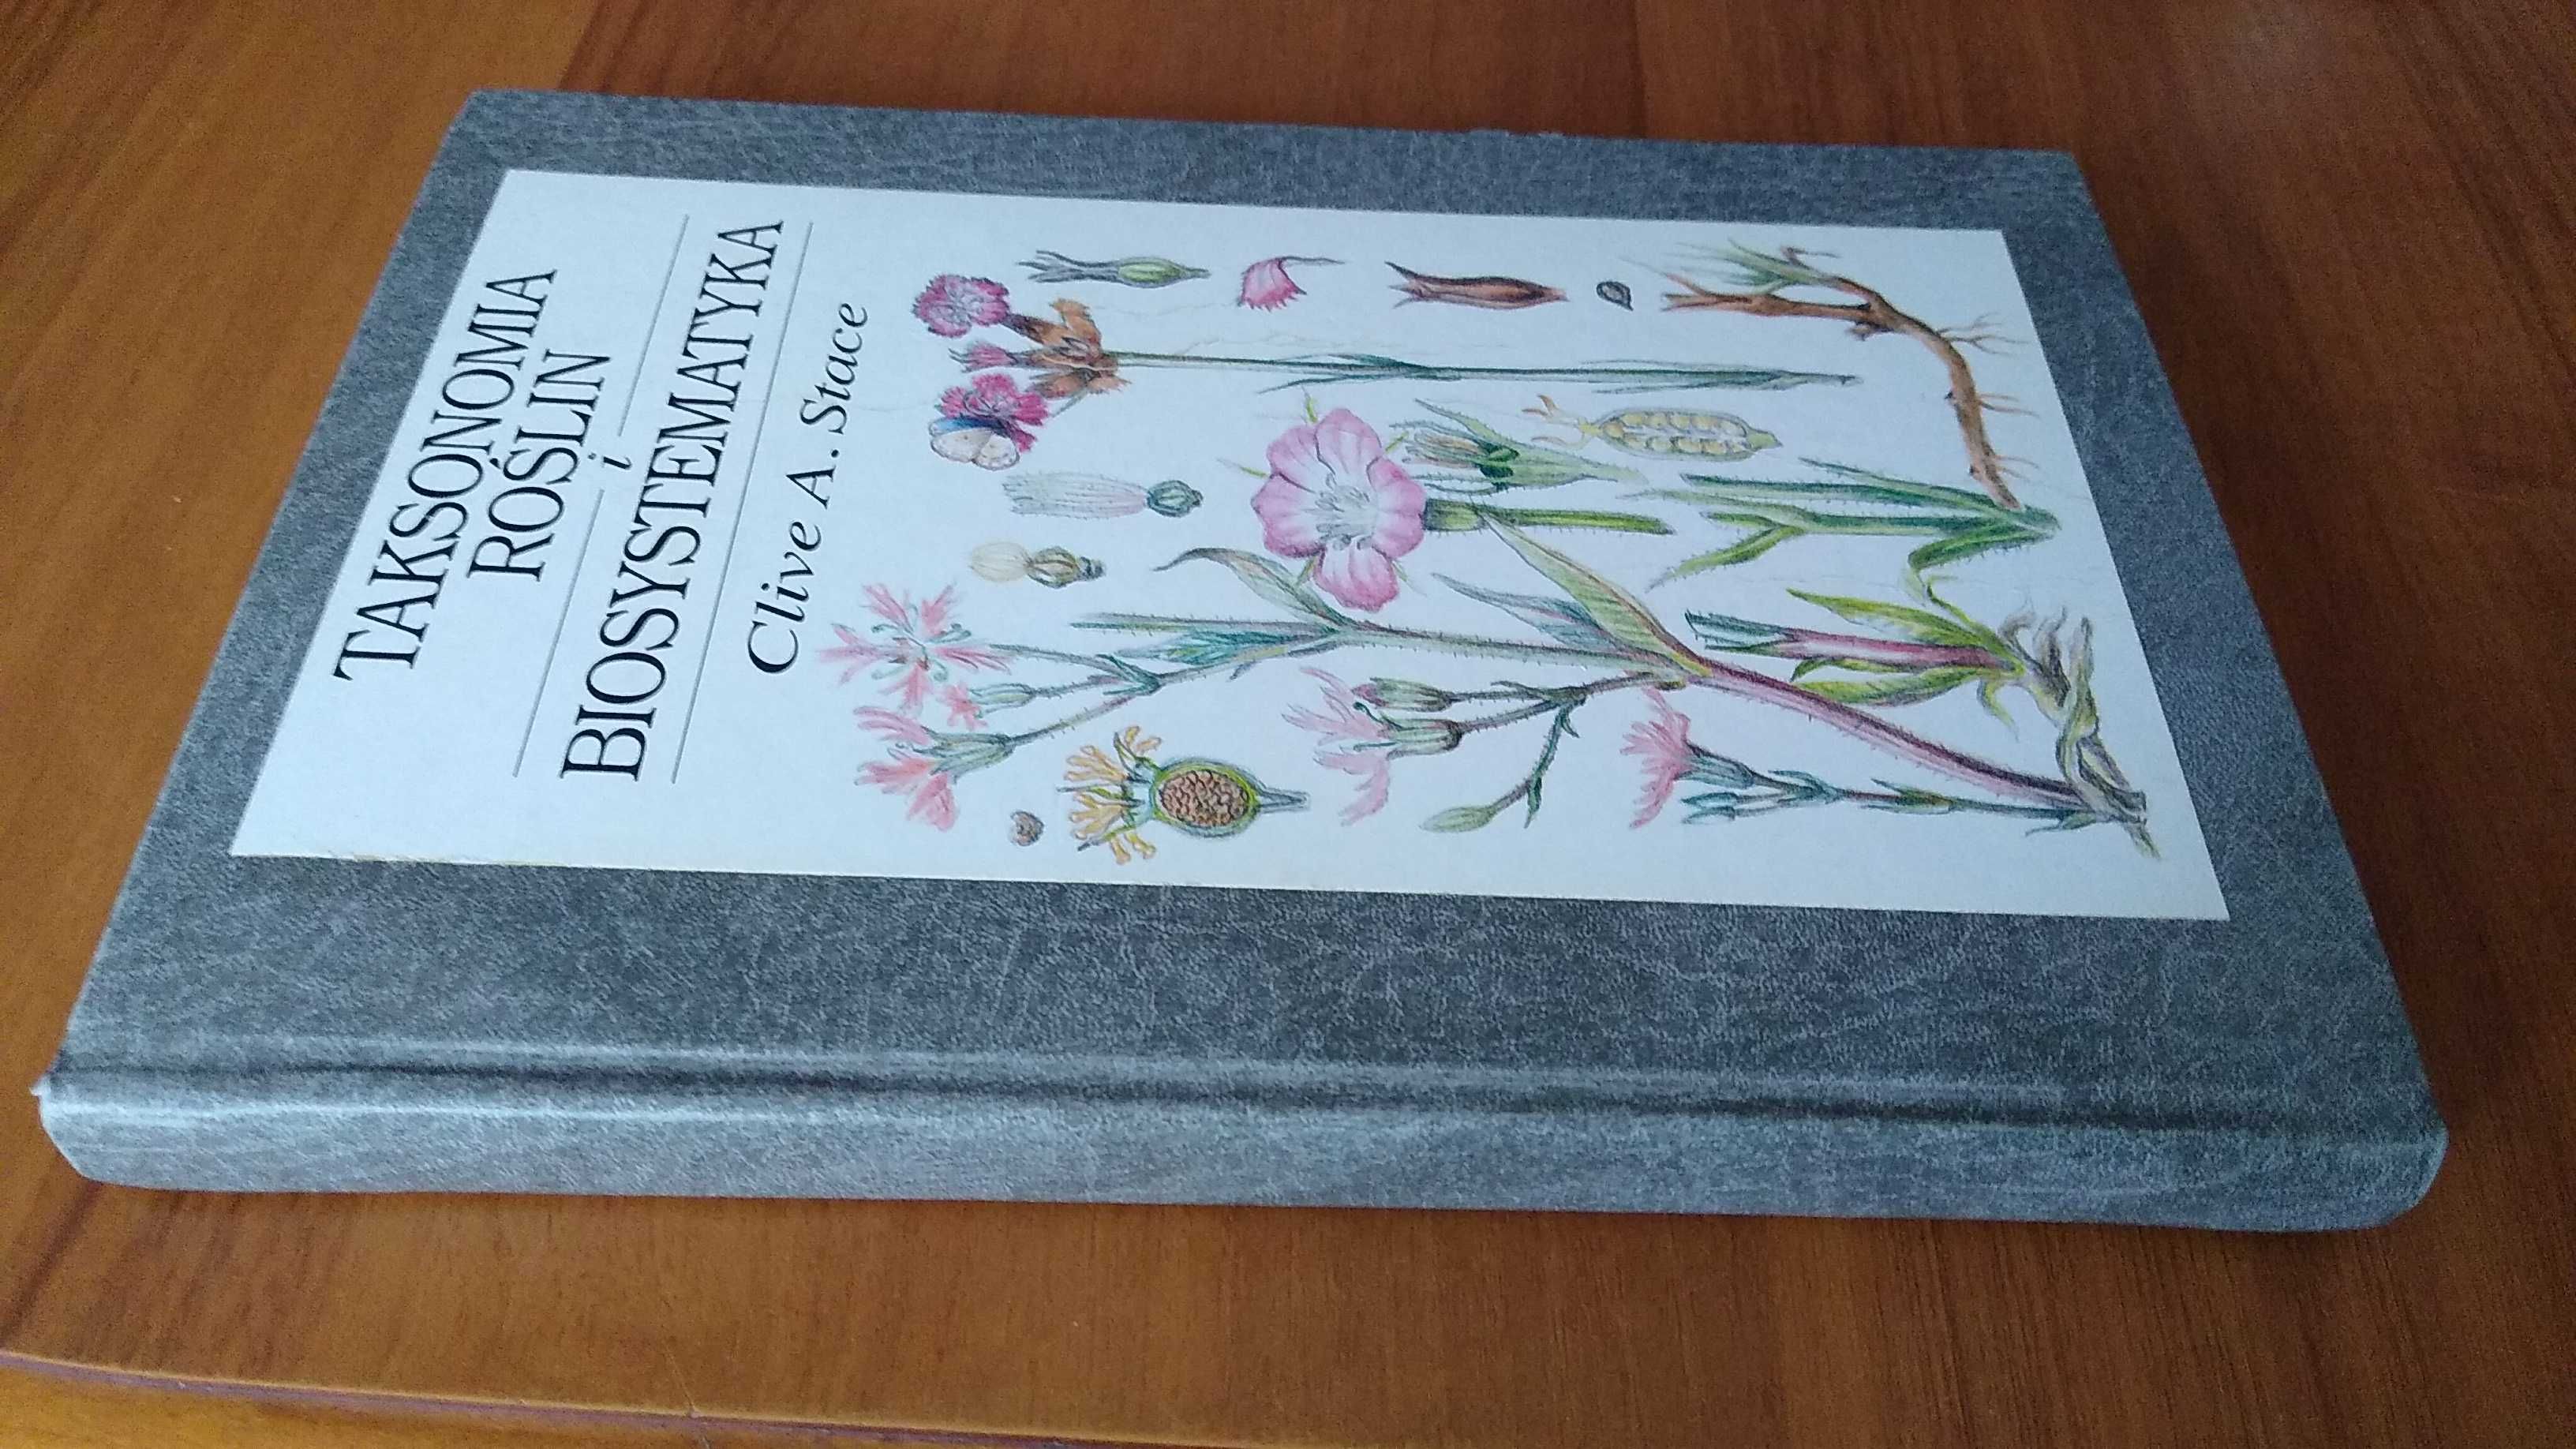 TAKSONOMIA
ROŚLIN
i
BIOSYSTEMATYKA
Clive A. Stace